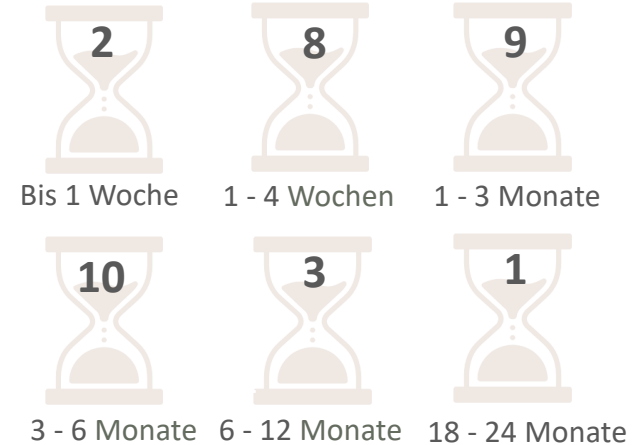 2 8 9
Bis 1 Woche 1 - 4 Wochen 1 - 3 Monate
10 3 1
3 - 6 Monate 6 - 12 Monate 18 - 24 Monate